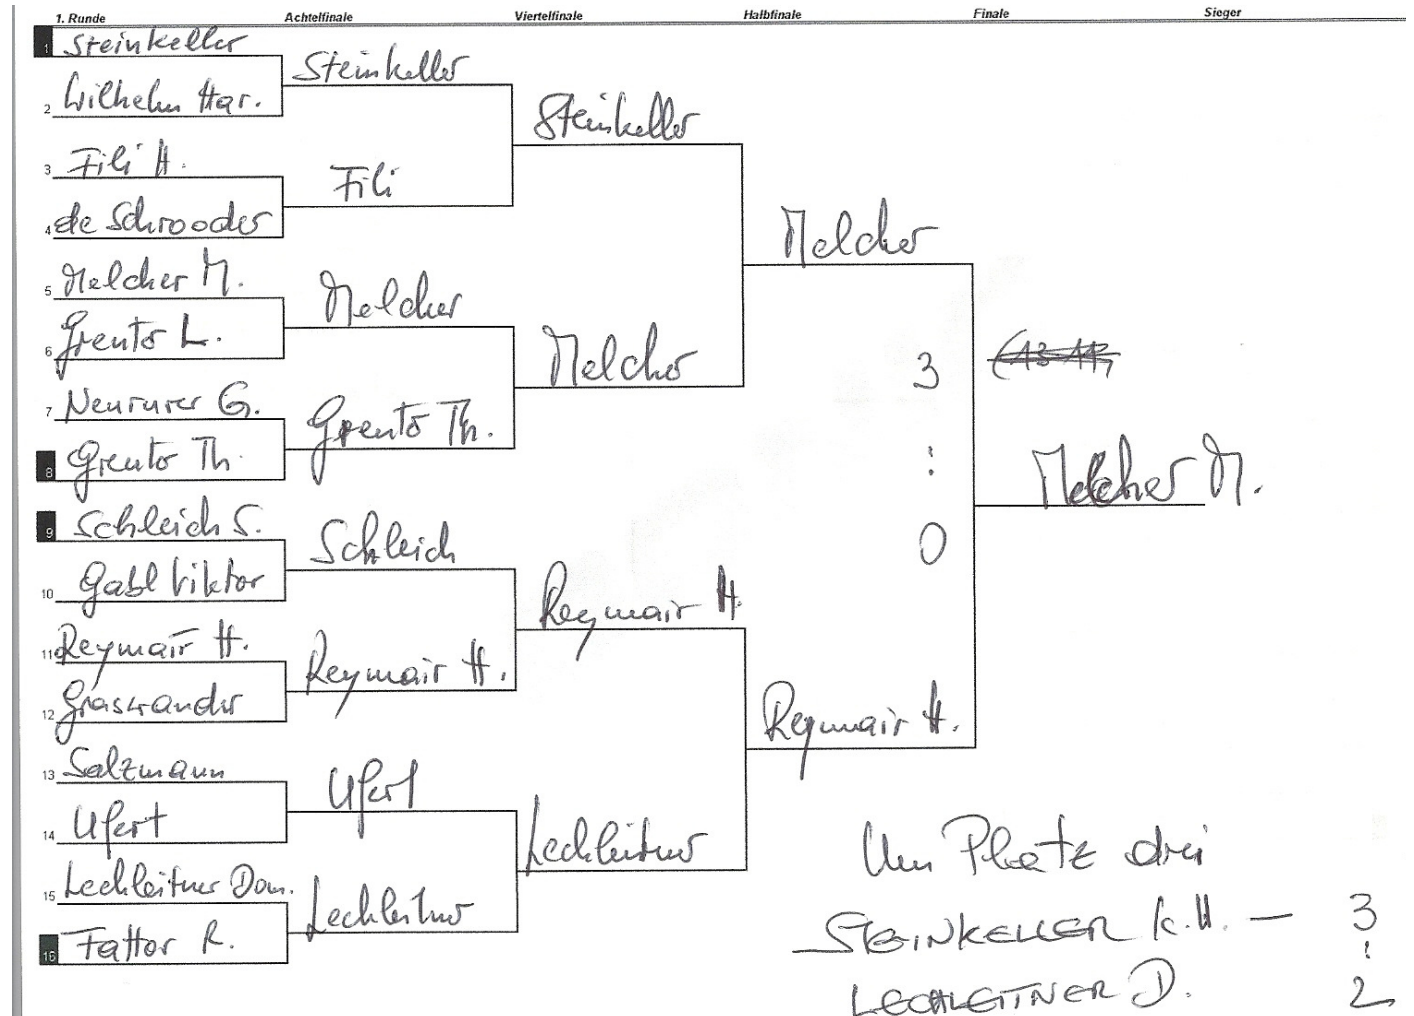 1. Runde Achtelfinale Viertelfinale Halbfinale Finale Sieger
1 Steinkeller
Steinkeller
2 Wilhelm Har.
Steinkeller
3 Fili H.
Fili
4 de Schrooder
Melcher
5 Melcher M.
Melcher
6 Grento L.
Melcher
3
7 Neururer G.
Grento Th.
8 Grento Th.
:
Melcher M.
9 Schleich S.
Schleich
0
10 Gabl Viktor
Reymair H.
11 Reymair H.
Reymair H.
12 Graswander
Reymair H.
13 Salzmann
Ufert
14 Ufert
Lechleitner
15 Lechleitner Dom.
Lechleitner
16 Fattor R.
Um Platz drei
STEINKELLER K.H. — 3
:
LECHLEITNER D. 2